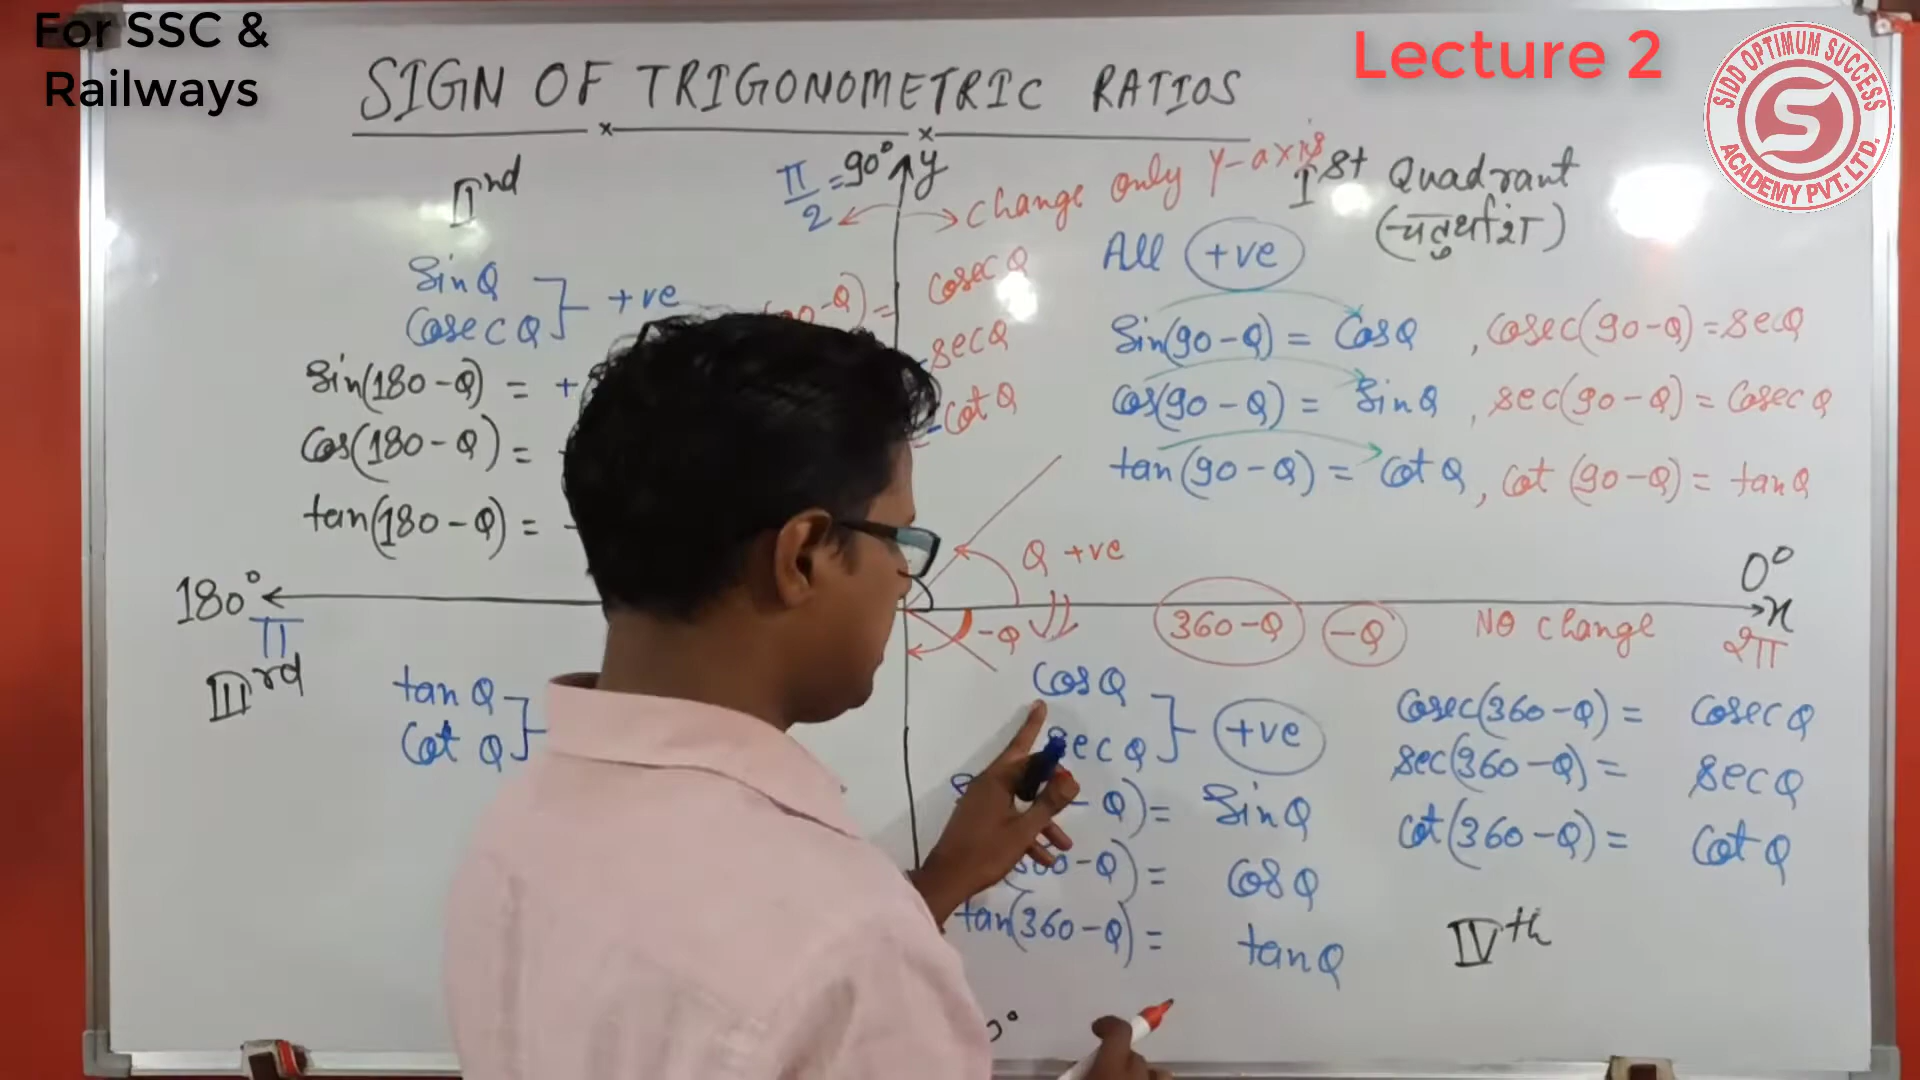 For SSC &
Railways
Lecture 2
SIDD OPTIMUM SUCCESS
ACADEMY PVT. LTD.
S
SIGN OF TRIGONOMETRIC RATIOS
IInd
π/2 = 90° y
change only y-axis
Ist Quadrant
(चतुर्थांश)
All +ve
Sin Q
Cosec Q
+ve
Sin(180-Q) = +
Cos(180-Q) =
tan(180-Q) =
-Q) = Cosec Q
-sec Q
-Cot Q
Sin(90-Q) = Cos Q , Cosec(90-Q) = sec Q
Cos(90-Q) = Sin Q , sec(90-Q) = Cosec Q
tan(90-Q) = Cot Q , Cot (90-Q) = tan Q
Q +ve
180°
π
0°
x
2π
-Q
360-Q
-Q
No change
IIIrd
tan Q
Cot Q
Cos Q
sec Q
+ve
-Q) = Sin Q
360-Q) = Cos Q
tan(360-Q) = tan Q
Cosec(360-Q) = Cosec Q
sec(360-Q) = sec Q
Cot(360-Q) = Cot Q
IVth